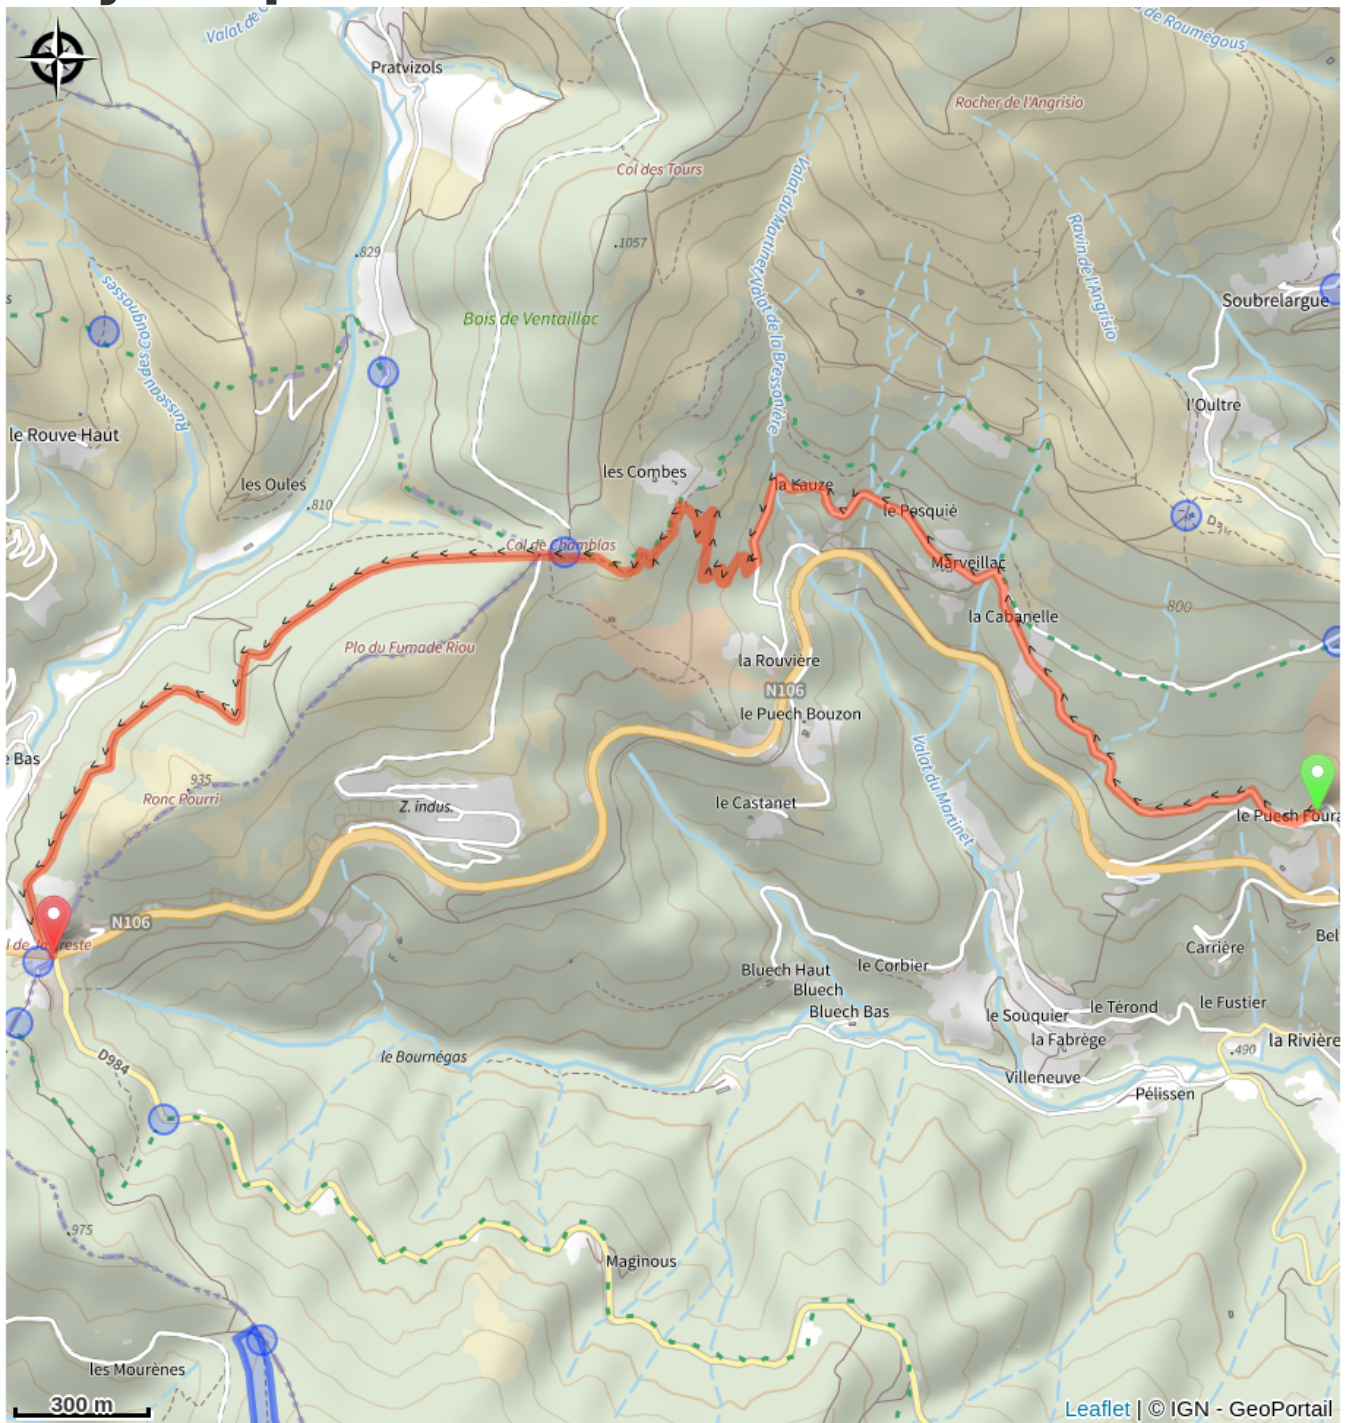 Valat de
Pratvizols
de Roumégous
Rocher de l'Angrisio
Col des Tours
Valat du Martinet
Valat de la Bressonière
Ravin de l'Angrisio
829
1057
Soubrelargue
Bois de Ventaillac
Ruisseau des Cougnasses
l'Oultre
le Rouve Haut
les Combes
les Oules
la Lauze
810
le Pesquié
Col de Chamblas
Marveillac
800
la Cabanelle
Plo du Fumade Riou
la Rouvière
N106
le Puech Bouzon
Valat du Martinet
e Bas
935
Ronc Pourri
Z. indus.
le Castanet
le Puech Foura
N106
l de Jalcreste
Carrière
Bel
Bluech Haut
le Corbier
Bluech
Bluech Bas
le Souquier
le Térond
le Fustier
la Fabrège
la Rivière
490
D984
le Bournégas
Villeneuve
Pélissen
975
Maginous
les Mourènes
300 m
Leaflet | © IGN - GeoPortail